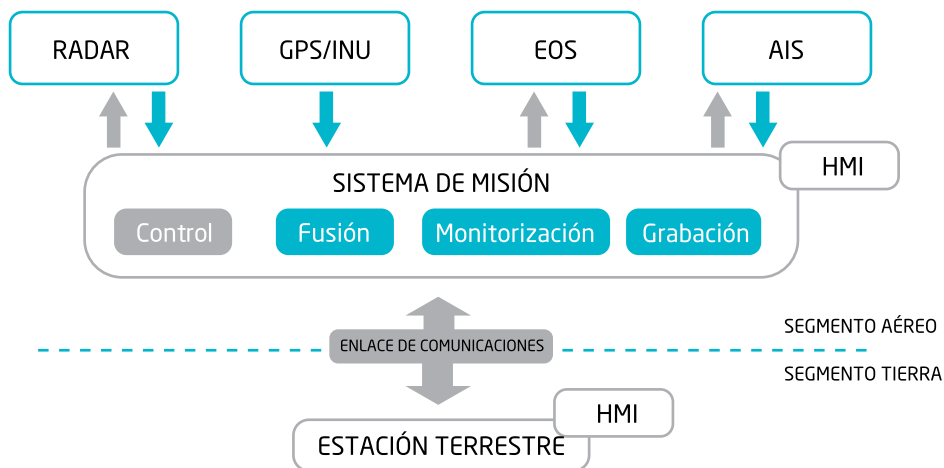 RADAR
GPS/INU
EOS
AIS
HMI
SISTEMA DE MISIÓN
Control
Fusión
Monitorización
Grabación
SEGMENTO AÉREO
ENLACE DE COMUNICACIONES
SEGMENTO TIERRA
HMI
ESTACIÓN TERRESTRE